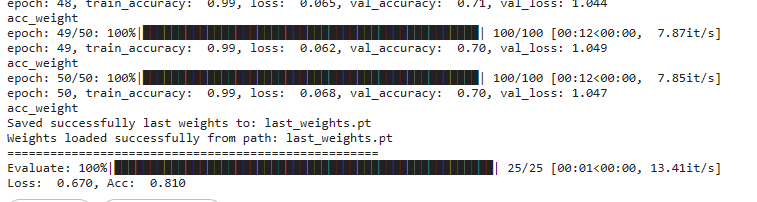 epoch: 48, train_accuracy:  0.99, loss:  0.065, val_accuracy:  0.71, val_loss: 1.044
acc_weight
epoch: 49/50: 100%|██████████| 100/100 [00:12<00:00,  7.87it/s]
epoch: 49, train_accuracy:  0.99, loss:  0.062, val_accuracy:  0.70, val_loss: 1.049
acc_weight
epoch: 50/50: 100%|██████████| 100/100 [00:12<00:00,  7.85it/s]
epoch: 50, train_accuracy:  0.99, loss:  0.068, val_accuracy:  0.70, val_loss: 1.047
acc_weight
Saved successfully last weights to: last_weights.pt
Weights loaded successfully from path: last_weights.pt
====================================================
Evaluate: 100%|██████████| 25/25 [00:01<00:00, 13.41it/s]
Loss:  0.670, Acc:  0.810